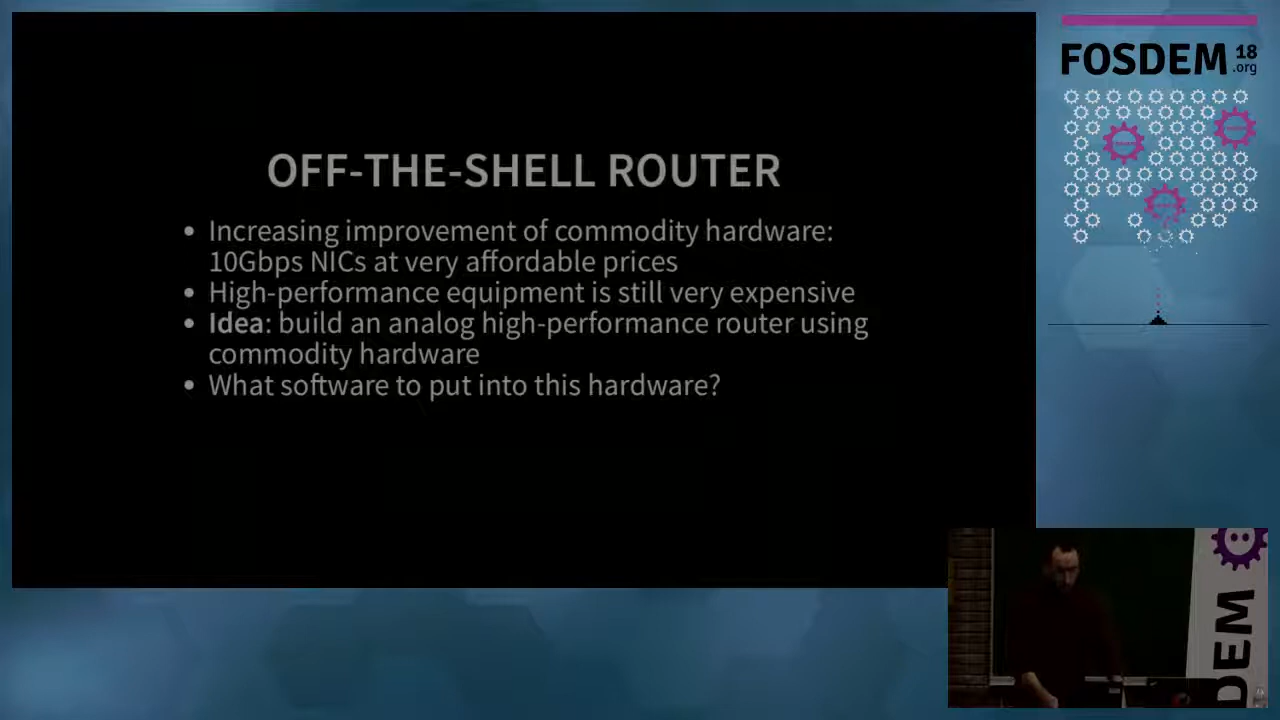 OFF-THE-SHELL ROUTER
• Increasing improvement of commodity hardware:
10Gbps NICs at very affordable prices
• High-performance equipment is still very expensive
• Idea: build an analog high-performance router using
commodity hardware
• What software to put into this hardware?
FOSDEM 18
.org
DEM